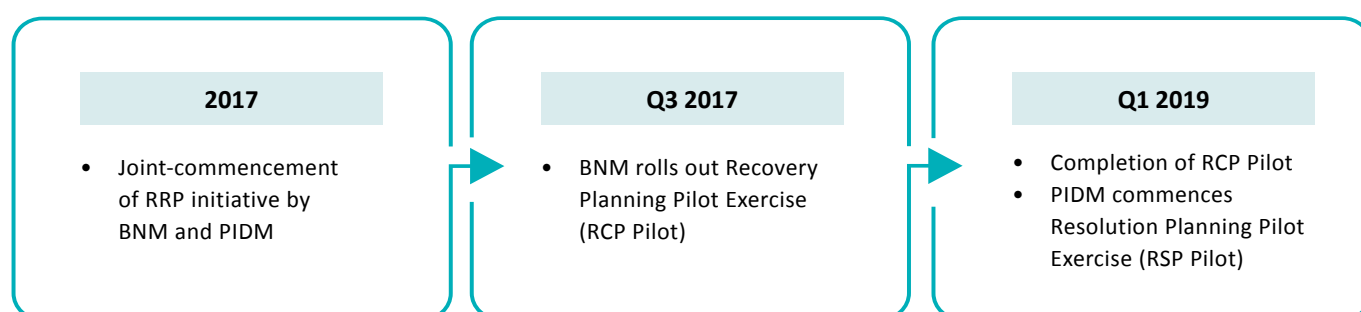 2017
• Joint-commencement
of RRP initiative by
BNM and PIDM
Q3 2017
• BNM rolls out Recovery
Planning Pilot Exercise
(RCP Pilot)
Q1 2019
• Completion of RCP Pilot
• PIDM commences
Resolution Planning Pilot
Exercise (RSP Pilot)